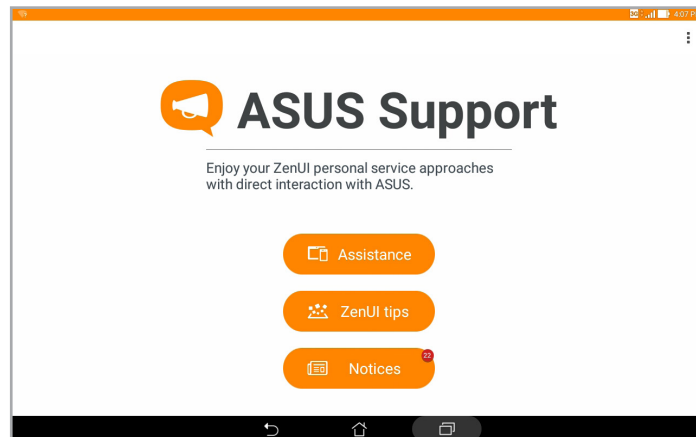 3G 4:07 P
ASUS Support
Enjoy your ZenUI personal service approaches
with direct interaction with ASUS.
Assistance
ZenUI tips
22
Notices